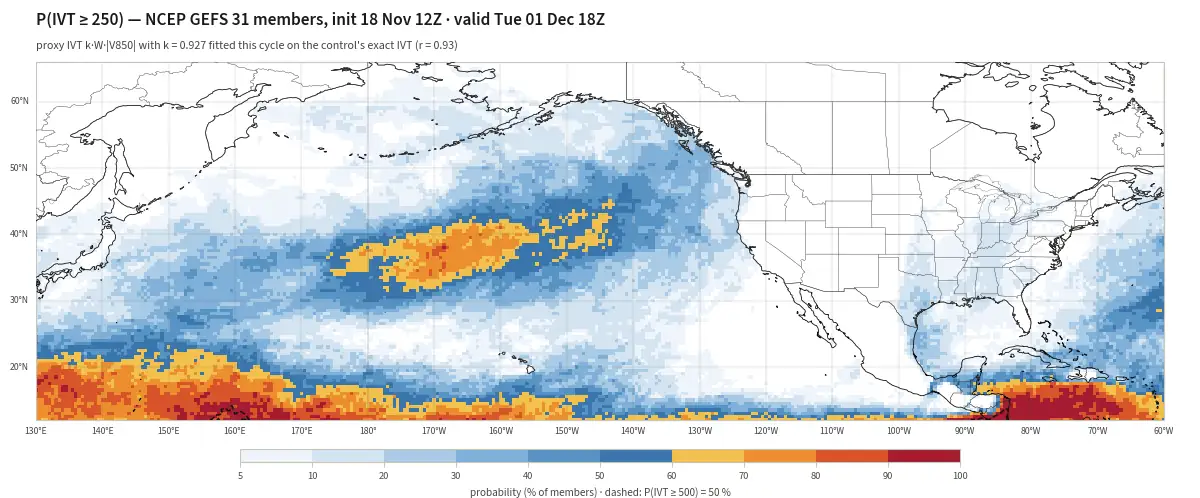 P(IVT ≥ 250) — NCEP GEFS 31 members, init 18 Nov 12Z · valid Tue 01 Dec 18Z
proxy IVT k·W·|V850| with k = 0.927 fitted this cycle on the control's exact IVT (r = 0.93)
60°N
50°N
40°N
30°N
20°N
130°E 140°E 150°E 160°E 170°E 180° 170°W 160°W 150°W 140°W 130°W 120°W 110°W 100°W 90°W 80°W 70°W 60°W
5 10 20 30 40 50 60 70 80 90 100
probability (% of members) · dashed: P(IVT ≥ 500) = 50 %